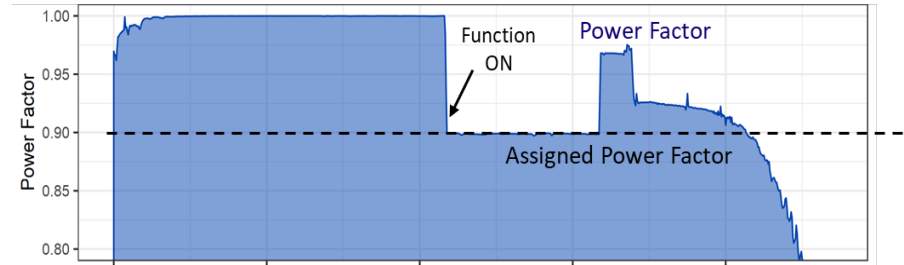 1.00
0.95
0.90
0.85
0.80
Power Factor
Function
ON
Power Factor
Assigned Power Factor